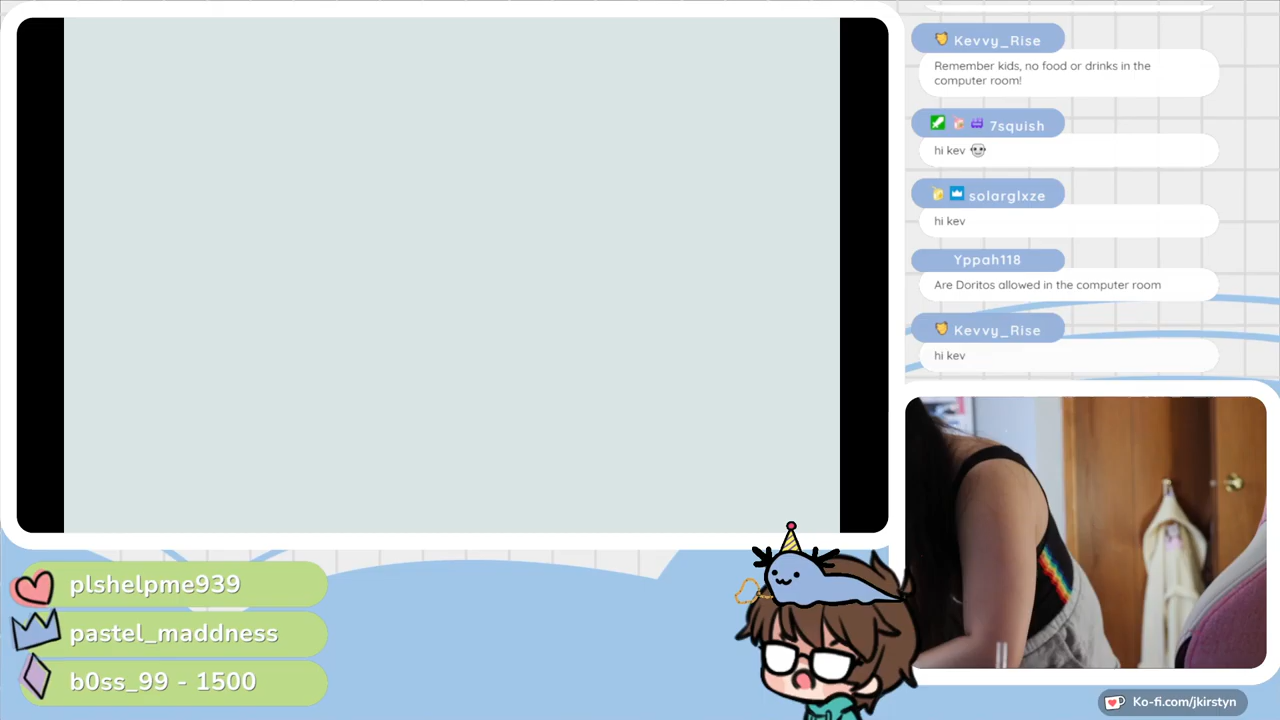 Kevvy_Rise
Remember kids, no food or drinks in the
computer room!
7squish
hi kev
solarglxze
hi kev
Yppah118
Are Doritos allowed in the computer room
Kevvy_Rise
hi kev
plshelpme939
pastel_maddness
b0ss_99 - 1500
Ko-fi.com/jkirstyn